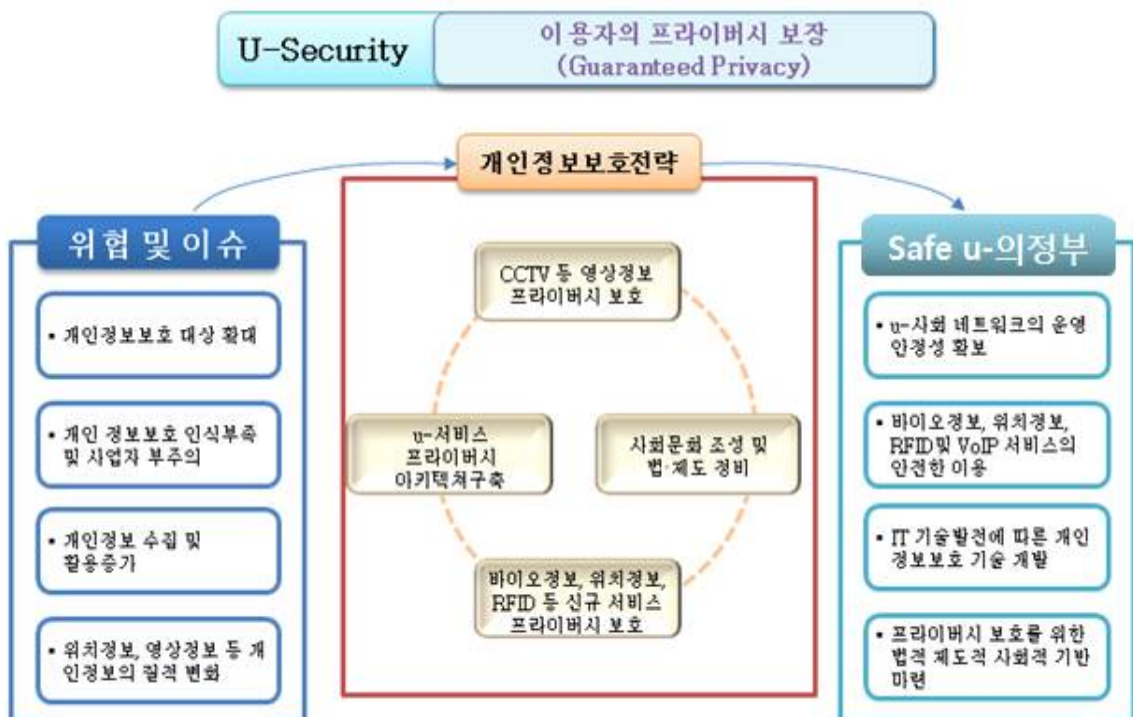 U-Security
이용자의 프라이버시 보장
(Guaranteed Privacy)
개인정보보호전략
위협 및 이슈
• 개인정보보호 대상 확대
• 개인 정보보호 인식부족
및 사업자 부주의
• 개인정보 수집 및
활용증가
• 위치정보, 영상정보 등 개
인정보의 질적 변화
CCTV 등 영상정보
프라이버시 보호
u-서비스
프라이버시
아키텍쳐구축
사회문화 조성 및
법·제도 정비
바이오정보, 위치정보,
RFID 등 신규 서비스
프라이버시 보호
Safe u-의정부
• u-사회 네트워크의 운영
안정성 확보
• 바이오정보, 위치정보,
RFID 및 VoIP 서비스의
안전한 이용
• IT 기술발전에 따른 개인
정보보호 기술 개발
• 프라이버시 보호를 위한
법적 제도적 사회적 기반
마련